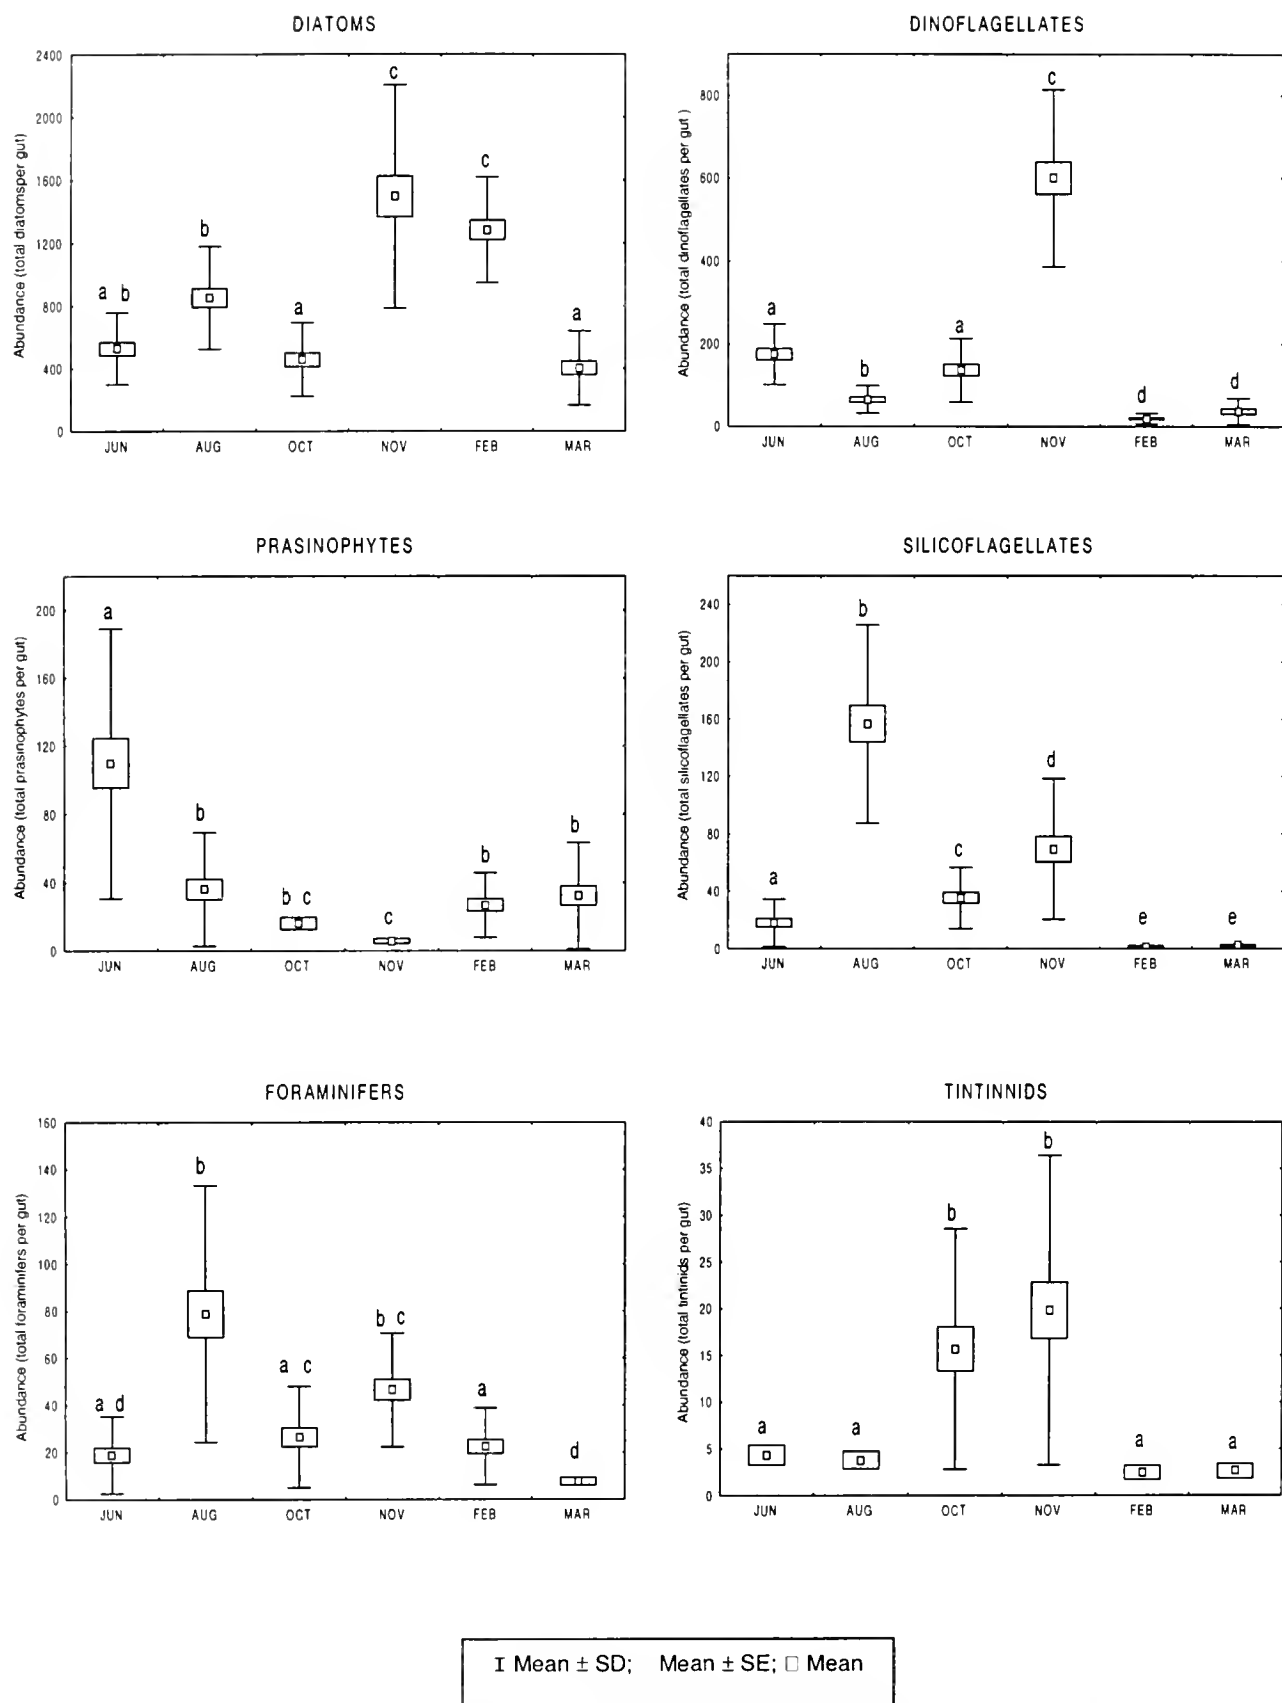 DIATOMS
Abundance (total diatomsper gut)
2400
2000
1600
1200
800
400
0
a b
b
a
c
c
a
JUN AUG OCT NOV FEB MAR
DINOFLAGELLATES
Abundance (total dinoflagellates per gut )
800
600
400
200
0
a
b
a
c
d
d
JUN AUG OCT NOV FEB MAR
PRASINOPHYTES
Abundance (total prasinophytes per gut)
200
160
120
80
40
0
a
b
b c
c
b
b
JUN AUG OCT NOV FEB MAR
SILICOFLAGELLATES
Abundance (total silicoflagellates per gut)
240
200
160
120
80
40
0
a
b
c
d
e
e
JUN AUG OCT NOV FEB MAR
FORAMINIFERS
Abundance (total foraminifers per gut)
160
140
120
100
80
60
40
20
0
a d
b
a c
b c
a
d
JUN AUG OCT NOV FEB MAR
TINTINNIDS
Abundance (total tintinids per gut)
40
35
30
25
20
15
10
5
0
a
a
b
b
a
a
JUN AUG OCT NOV FEB MAR
Mean ± SD; Mean ± SE; Mean